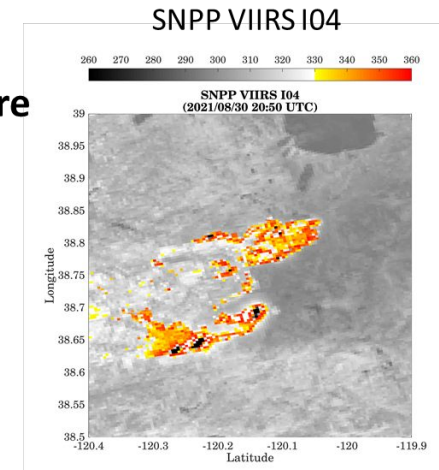 SNPP VIIRS I04
260 270 280 290 300 310 320 330 340 350 360
re
SNPP VIIRS I04
(2021/08/30 20:50 UTC)
39
38.95
38.9
38.85
38.8
38.75
38.7
38.65
38.6
38.55
38.5
Longitude
-120.4 -120.3 -120.2 -120.1 -120 -119.9
Latitude